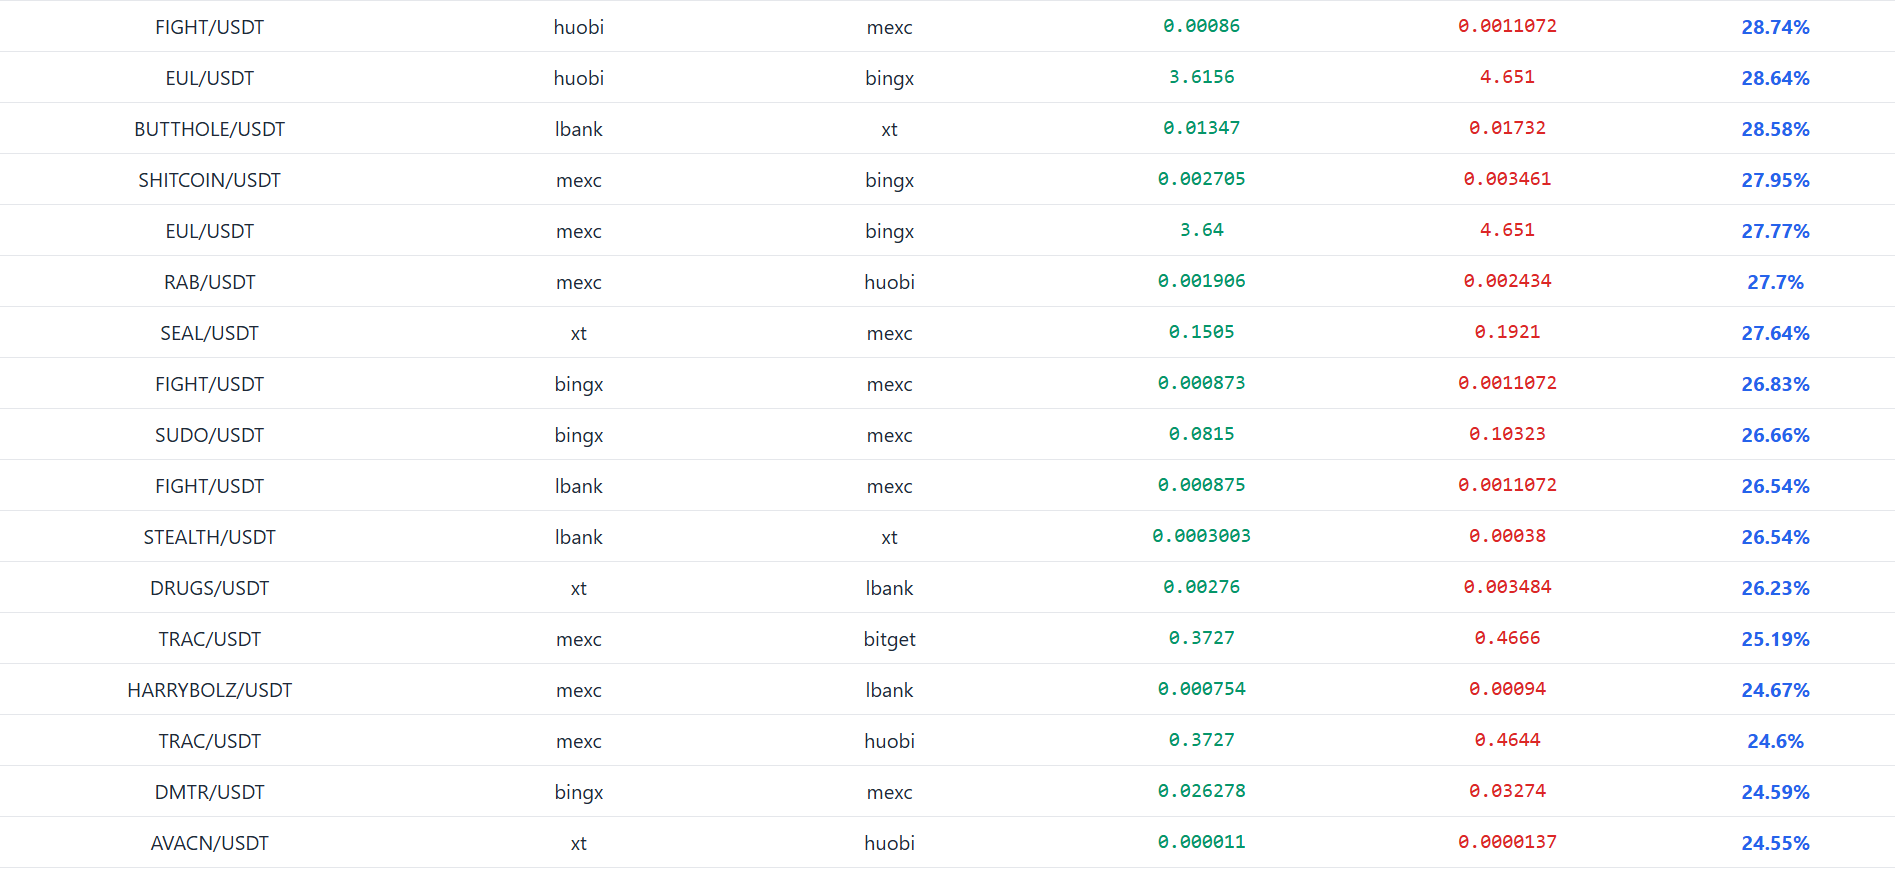 FIGHT/USDT huobi mexc 0.00086 0.0011072 28.74%
EUL/USDT huobi bingx 3.6156 4.651 28.64%
BUTTHOLE/USDT lbank xt 0.01347 0.01732 28.58%
SHITCOIN/USDT mexc bingx 0.002705 0.003461 27.95%
EUL/USDT mexc bingx 3.64 4.651 27.77%
RAB/USDT mexc huobi 0.001906 0.002434 27.7%
SEAL/USDT xt mexc 0.1505 0.1921 27.64%
FIGHT/USDT bingx mexc 0.000873 0.0011072 26.83%
SUDO/USDT bingx mexc 0.0815 0.10323 26.66%
FIGHT/USDT lbank mexc 0.000875 0.0011072 26.54%
STEALTH/USDT lbank xt 0.0003003 0.00038 26.54%
DRUGS/USDT xt lbank 0.00276 0.003484 26.23%
TRAC/USDT mexc bitget 0.3727 0.4666 25.19%
HARRYBOLZ/USDT mexc lbank 0.000754 0.00094 24.67%
TRAC/USDT mexc huobi 0.3727 0.4644 24.6%
DMTR/USDT bingx mexc 0.026278 0.03274 24.59%
AVACN/USDT xt huobi 0.000011 0.0000137 24.55%